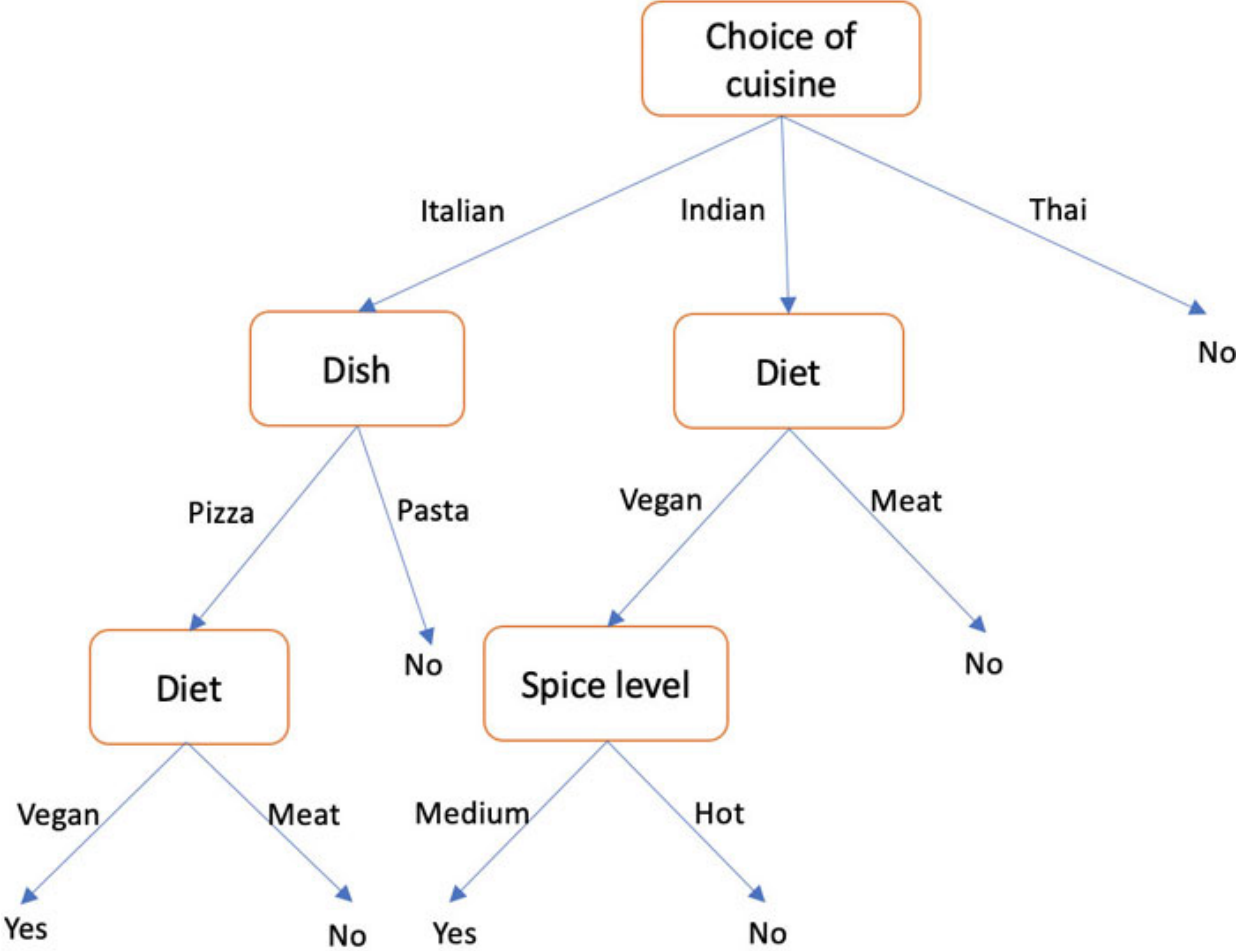 Choice of
cuisine
Italian
Indian
Thai
Dish
Diet
No
Pizza
Pasta
Vegan
Meat
No
No
Diet
Spice level
Vegan
Meat
Medium
Hot
Yes
No
Yes
No